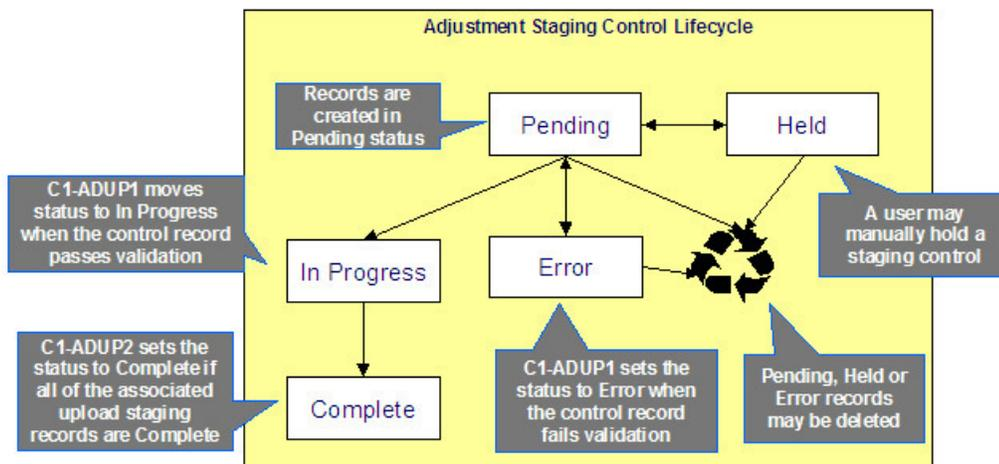 Adjustment Staging Control Lifecycle
Records are
created in
Pending status
Pending
Held
C1-ADUP1 moves
status to In Progress
when the control record
passes validation
A user may
manually hold a
staging control
In Progress
Error
C1-ADUP2 sets the
status to Complete if
all of the associated
upload staging
records are Complete
Complete
C1-ADUP1 sets the
status to Error when
the control record
fails validation
Pending, Held or
Error records
may be deleted